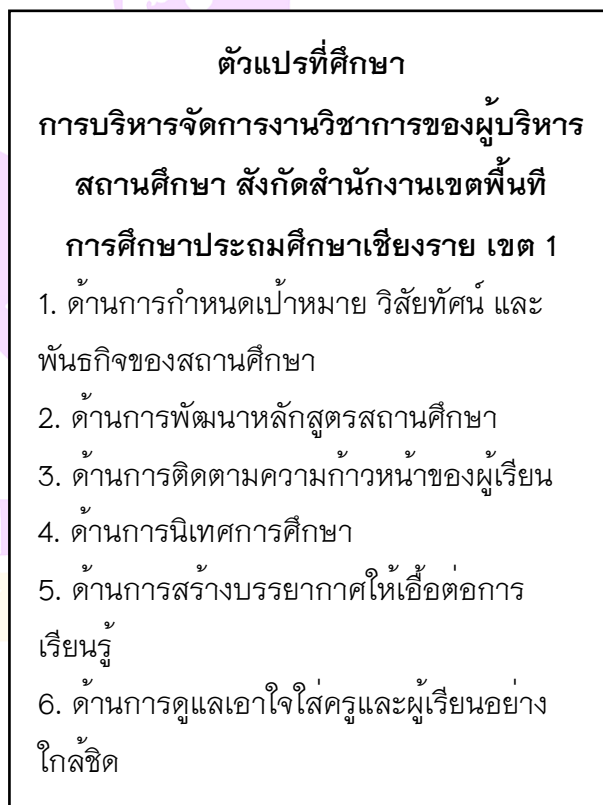 ตัวแปรที่ศึกษา
การบริหารจัดการงานวิชาการของผู้บริหาร
สถานศึกษา สังกัดสำนักงานเขตพื้นที
การศึกษาประถมศึกษาเชียงราย เขต 1
1. ด้านการกำหนดเป้าหมาย วิสัยทัศน์ และ
พันธกิจของสถานศึกษา
2. ด้านการพัฒนาหลักสูตรสถานศึกษา
3. ด้านการติดตามความก้าวหน้าของผู้เรียน
4. ด้านการนิเทศการศึกษา
5. ด้านการสร้างบรรยากาศให้เอื้อต่อการ
เรียนรู้
6. ด้านการดูแลเอาใจใส่ครูและผู้เรียนอย่าง
ใกล้ชิด